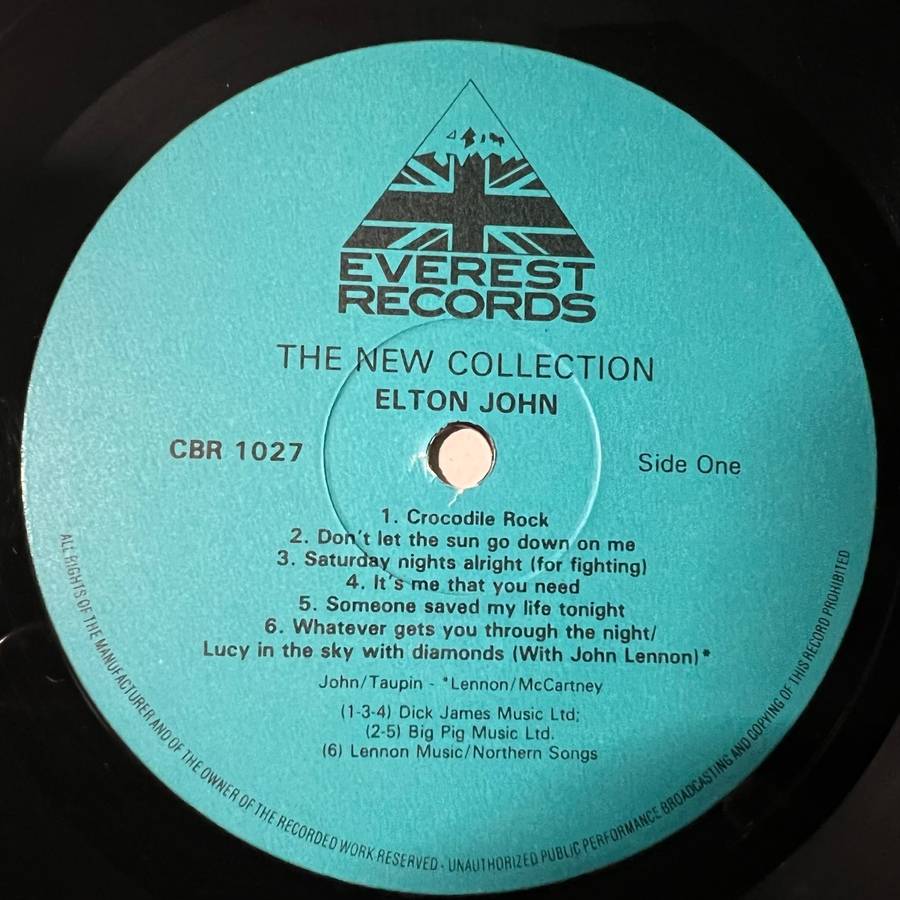 EVEREST
RECORDS
THE NEW COLLECTION
ELTON JOHN
CBR 1027
Side One
1. Crocodile Rock
2. Don't let the sun go down on me
3. Saturday nights alright (for fighting)
4. It's me that you need
5. Someone saved my life tonight
6. Whatever gets you through the night/
Lucy in the sky with diamonds (With John Lennon)*
John/Taupin - *Lennon/McCartney
(1-3-4) Dick James Music Ltd;
(2-5) Big Pig Music Ltd.
(6) Lennon Music/Northern Songs
ALL RIGHTS OF THE MANUFACTURER AND OF THE OWNER OF THE RECORDED WORK RESERVED - UNAUTHORIZED PUBLIC PERFORMANCE BROADCASTING AND COPYING OF THIS RECORD PROHIBITED